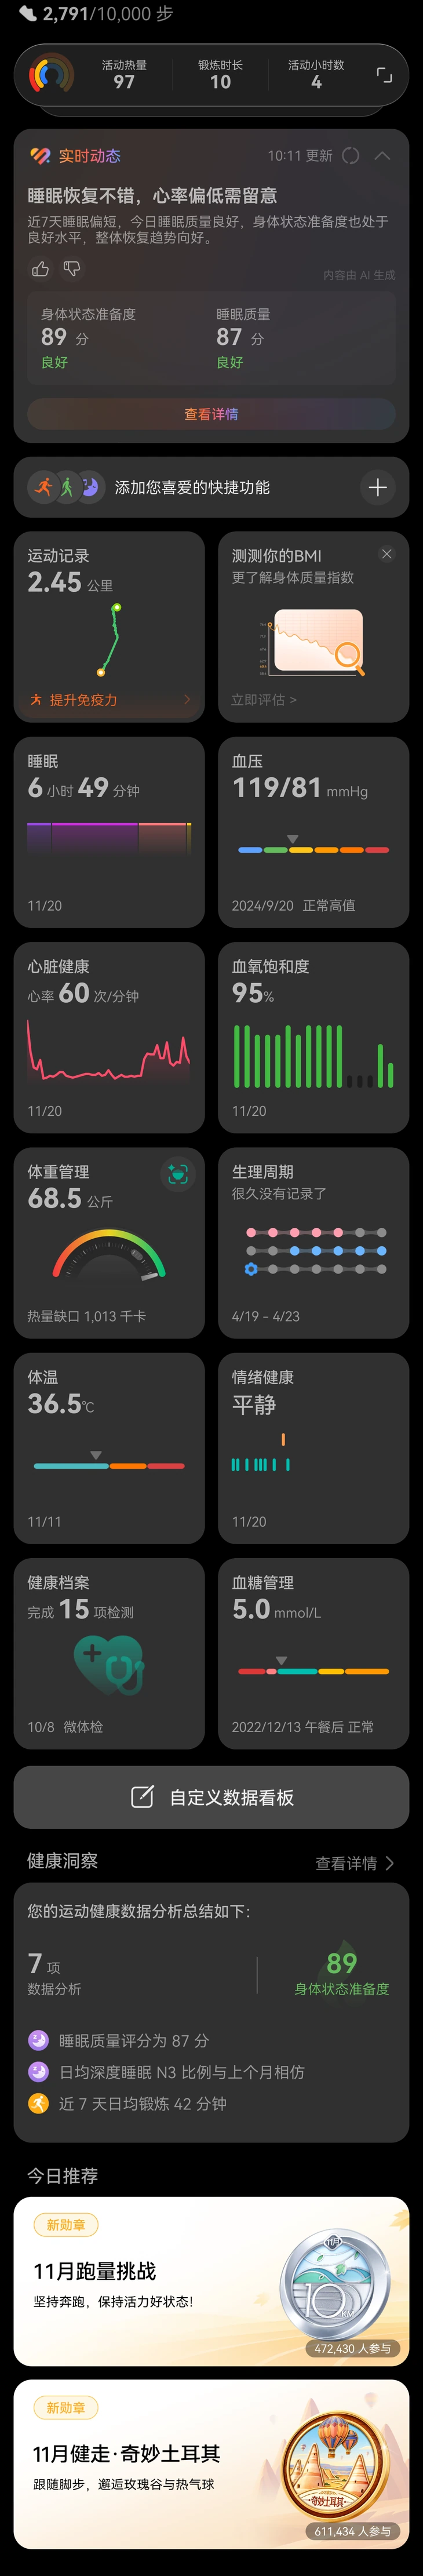 2,791/10,000 步
活动热量 锻炼时长 活动小时数
97 10 4
实时动态 10:11 更新
睡眠恢复不错，心率偏低需留意
近7天睡眠偏短，今日睡眠质量良好，身体状态准备度也处于
良好水平，整体恢复趋势向好。
内容由 AI 生成
身体状态准备度 睡眠质量
89 分 87 分
良好 良好
查看详情
添加您喜爱的快捷功能
运动记录
2.45 公里
提升免疫力
测测你的BMI
更了解身体质量指数
立即评估 >
睡眠
6 小时 49 分钟
11/20
血压
119/81 mmHg
2024/9/20 正常高值
心脏健康
心率 60 次/分钟
11/20
血氧饱和度
95%
11/20
体重管理
68.5 公斤
热量缺口 1,013 千卡
生理周期
很久没有记录了
4/19 - 4/23
体温
36.5℃
11/11
情绪健康
平静
11/20
健康档案
完成 15 项检测
10/8 微体检
血糖管理
5.0 mmol/L
2022/12/13 午餐后 正常
自定义数据看板
健康洞察 查看详情
您的运动健康数据分析总结如下：
7 项 89
数据分析 身体状态准备度
睡眠质量评分为 87 分
日均深度睡眠 N3 比例与上个月相仿
近 7 天日均锻炼 42 分钟
今日推荐
新勋章
11月跑量挑战
坚持奔跑，保持活力好状态！
11月
10KM
472,430 人参与
新勋章
11月健走·奇妙土耳其
跟随脚步，邂逅玫瑰谷与热气球
奇妙土耳其
611,434 人参与